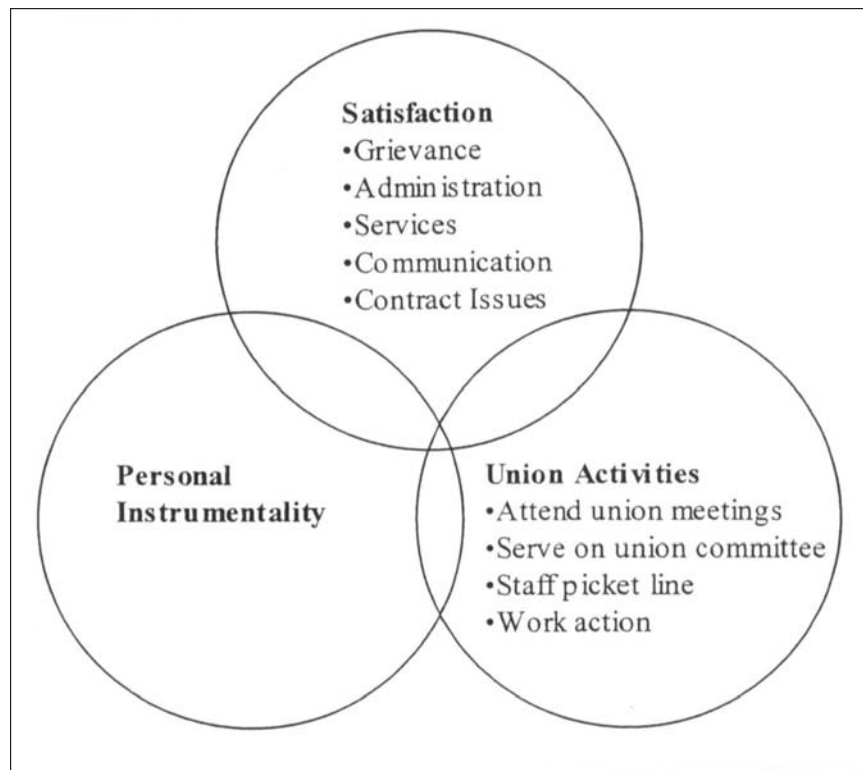 Satisfaction
•Grievance
•Administration
•Services
•Communication
•Contract Issues
Personal
Instrumentality
Union Activities
•Attend union meetings
•Serve on union committee
•Staff picket line
•Work action